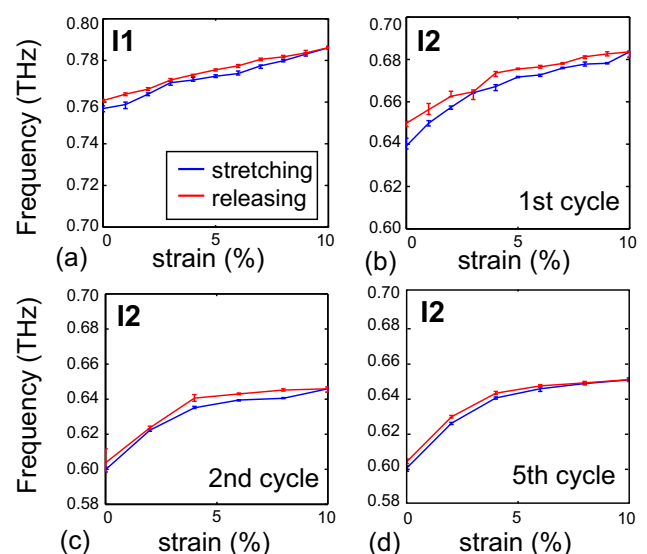 I1
0.80
0.78
0.76
0.74
0.72
0.70
Frequency (THz)
stretching
releasing
0
5
10
(a)
strain (%)
I2
0.70
0.68
0.66
0.64
0.62
0.60
1st cycle
0
5
10
(b)
strain (%)
I2
0.70
0.68
0.66
0.64
0.62
0.60
0.58
Frequency (THz)
2nd cycle
0
5
10
(c)
strain (%)
I2
0.70
0.68
0.66
0.64
0.62
0.60
0.58
5th cycle
0
5
10
(d)
strain (%)